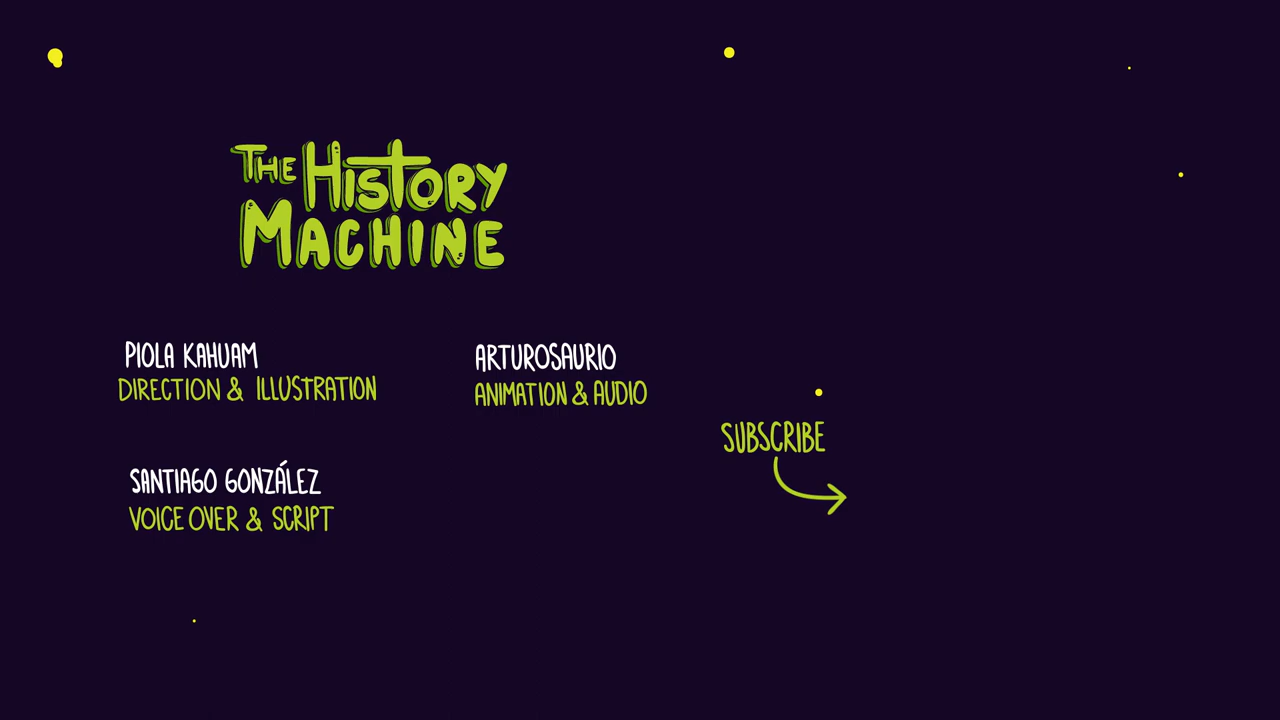 THE HISTORY
MACHINE
PIOLA KAHUAM
DIRECTION & ILLUSTRATION
ARTUROSAURIO
ANIMATION & AUDIO
SUBSCRIBE
SANTIAGO GONZÁLEZ
VOICE OVER & SCRIPT